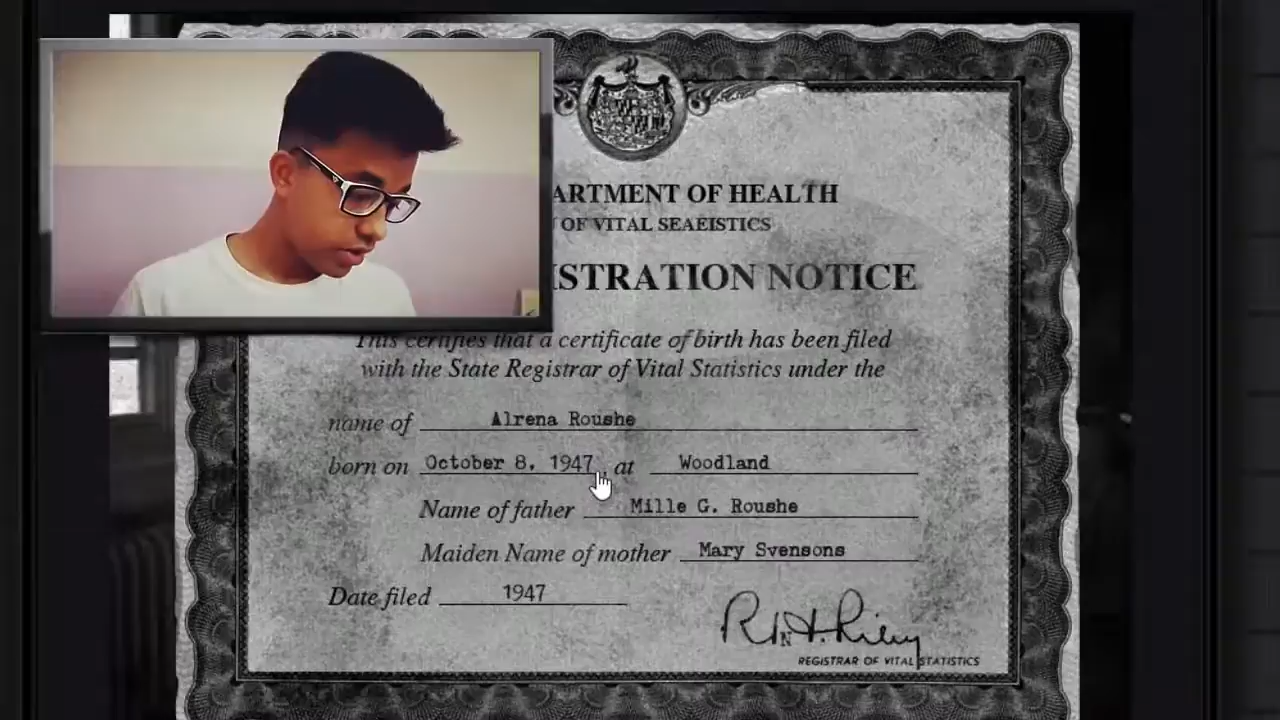 ARTMENT OF HEALTH
OF VITAL SEAEISTICS
ISTRATION NOTICE
This certifies that a certificate of birth has been filed
with the State Registrar of Vital Statistics under the
name of Alrena Roushe
born on October 8, 1947, at Woodland
Name of father Mille G. Roushe
Maiden Name of mother Mary Svensons
Date filed 1947
REGISTRAR OF VITAL STATISTICS